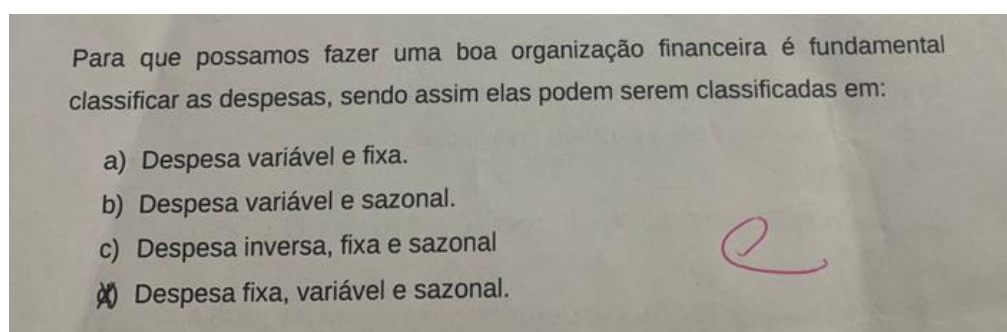 Para que possamos fazer uma boa organização financeira é fundamental
classificar as despesas, sendo assim elas podem serem classificadas em:
a) Despesa variável e fixa.
b) Despesa variável e sazonal.
c) Despesa inversa, fixa e sazonal
d) Despesa fixa, variável e sazonal.